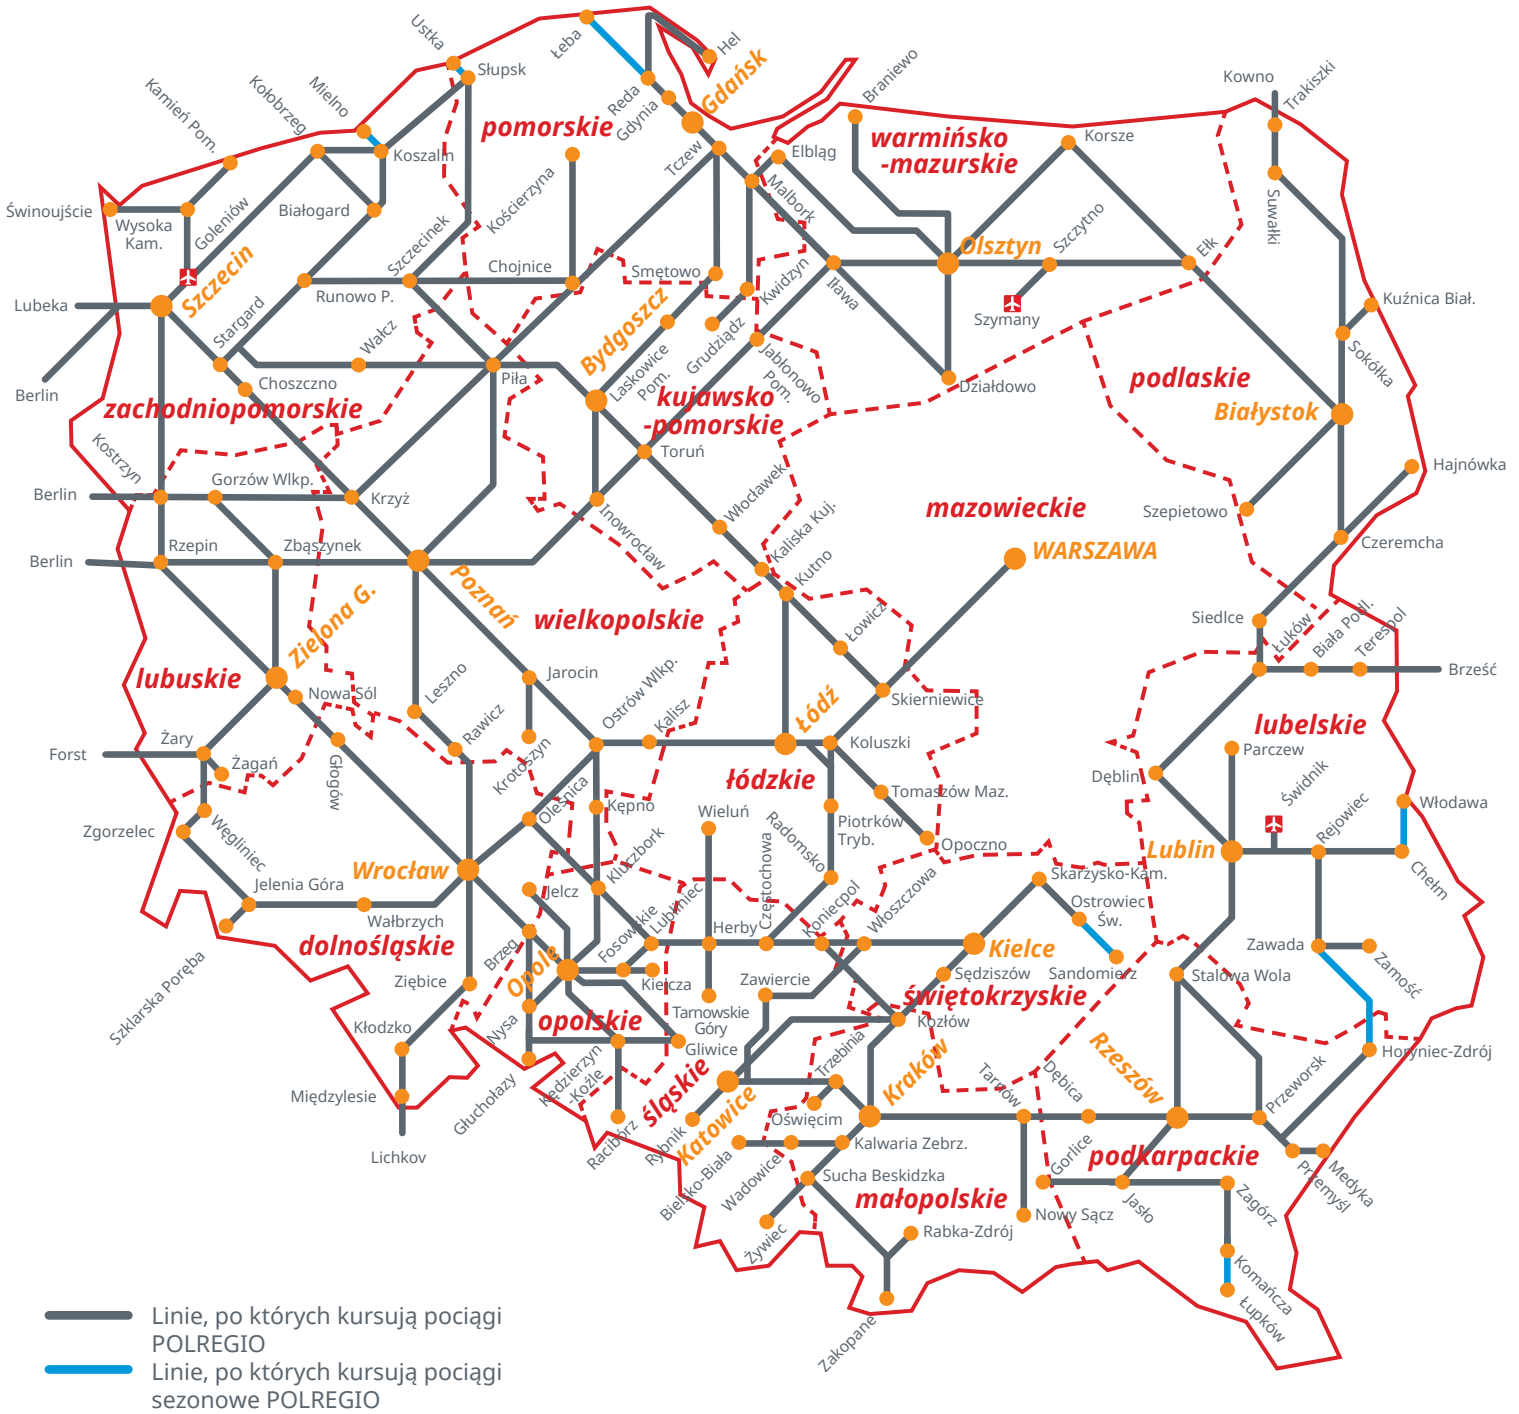 Ustka
Łeba
Hel
Słupsk
Reda
Gdynia
Gdańsk
Braniewo
Kowno
Trakiszki
Kamień Pom.
Kołobrzeg
Mielno
Koszalin
pomorskie
Tczew
Elbląg
warmińsko
-mazurskie
Korsze
Świnoujście
Wysoka
Kam.
Goleniów
Białogard
Szczecinek
Kościerzyna
Malbork
Olsztyn
Szczytno
Ełk
Suwałki
Szczecin
Lubeka
Runowo P.
Chojnice
Smętowo
Kwidzyn
Iława
Szymany
Kuźnica Biał.
Stargard
Wałcz
Bydgoszcz
Laskowice
Pom.
Grudziądz
Jabłonowo
Pom.
Sokółka
Berlin
Choszczno
Piła
Działdowo
zachodniopomorskie
kujawsko
-pomorskie
podlaskie
Białystok
Kostrzyn
Gorzów Wlkp.
Krzyż
Toruń
Włocławek
Hajnówka
Berlin
Inowrocław
Szepietowo
mazowieckie
Rzepin
Zbąszynek
Kaliska Kuj.
WARSZAWA
Czeremcha
Berlin
Poznań
Kutno
Zielona G.
wielkopolskie
Łowicz
Siedlce
Łuków
Biała Podl.
Terespol
Brześć
lubuskie
Nowa Sól
Leszno
Jarocin
Ostrów Wlkp.
Kalisz
Łódź
Skierniewice
lubelskie
Żary
Forst
Żagań
Głogów
Rawicz
Krotoszyn
Koluszki
łódzkie
Parczew
Dęblin
Świdnik
Tomaszów Maz.
Włodawa
Zgorzelec
Węgliniec
Oleśnica
Kępno
Wieluń
Piotrków
Tryb.
Opoczno
Rejowiec
Lublin
Chełm
Wrocław
Kluczbork
Radomsko
Częstochowa
Skarżysko-Kam.
Jelenia Góra
Wałbrzych
Jelcz
Lubliniec
Koniecpol
Włoszczowa
Ostrowiec
Św.
dolnośląskie
Brzeg
Opole
Fosowskie
Herby
Kielce
Sandomierz
Zawada
Zamość
Szklarska Poręba
Ziębice
Kielcza
Zawiercie
Sędziszów
Stalowa Wola
świętokrzyskie
Kłodzko
Nysa
opolskie
Tarnowskie
Góry
Kozłów
Gliwice
Horyniec-Zdrój
Międzylesie
Głuchołazy
Kędzierzyn
-Koźle
śląskie
Katowice
Trzebinia
Kraków
Tarnów
Dębica
Rzeszów
Przeworsk
Lichkov
Racibórz
Rybnik
Oświęcim
Bielsko-Biała
Wadowice
Kalwaria Zebrz.
Gorlice
podkarpackie
Przemyśl
Medyka
Sucha Beskidzka
małopolskie
Nowy Sącz
Jasło
Zagórz
Żywiec
Rabka-Zdrój
Komańcza
Łupków
Zakopane
Linie, po których kursują pociągi
POLREGIO
Linie, po których kursują pociągi
sezonowe POLREGIO